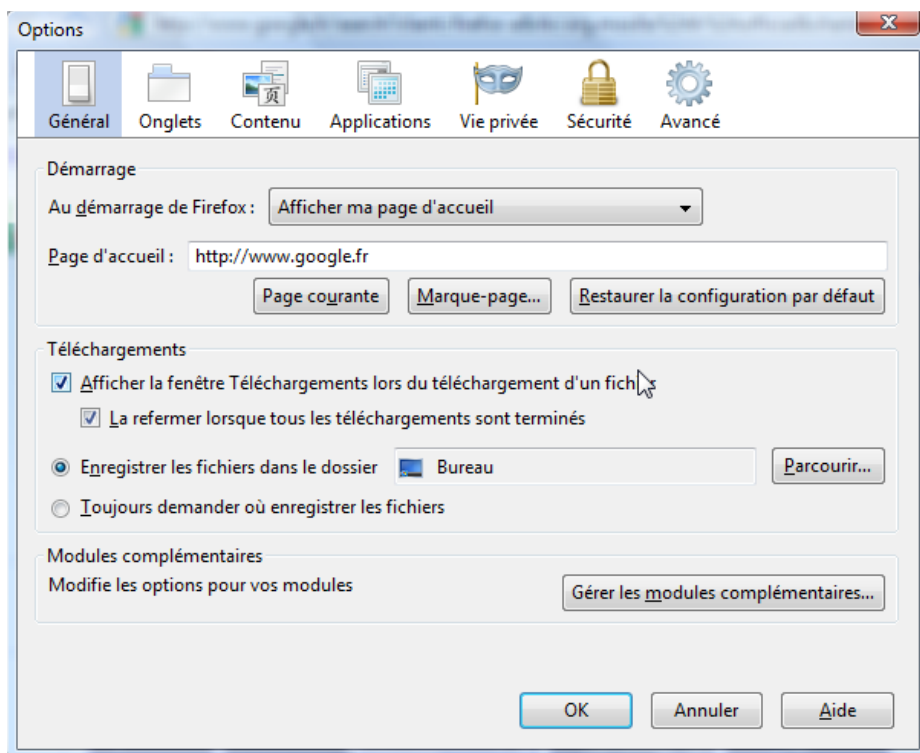 Options
Général Onglets Contenu Applications Vie privée Sécurité Avancé
Démarrage
Au démarrage de Firefox : Afficher ma page d'accueil
Page d'accueil : http://www.google.fr
Page courante Marque-page... Restaurer la configuration par défaut
Téléchargements
Afficher la fenêtre Téléchargements lors du téléchargement d'un
La refermer lorsque tous les téléchargements sont terminés
Enregistrer les fichiers dans le dossier Bureau Parcourir...
Toujours demander où enregistrer les fichiers
Modules complémentaires
Modifie les options pour vos modules
Gérer les modules complémentaires...
OK Annuler Aide